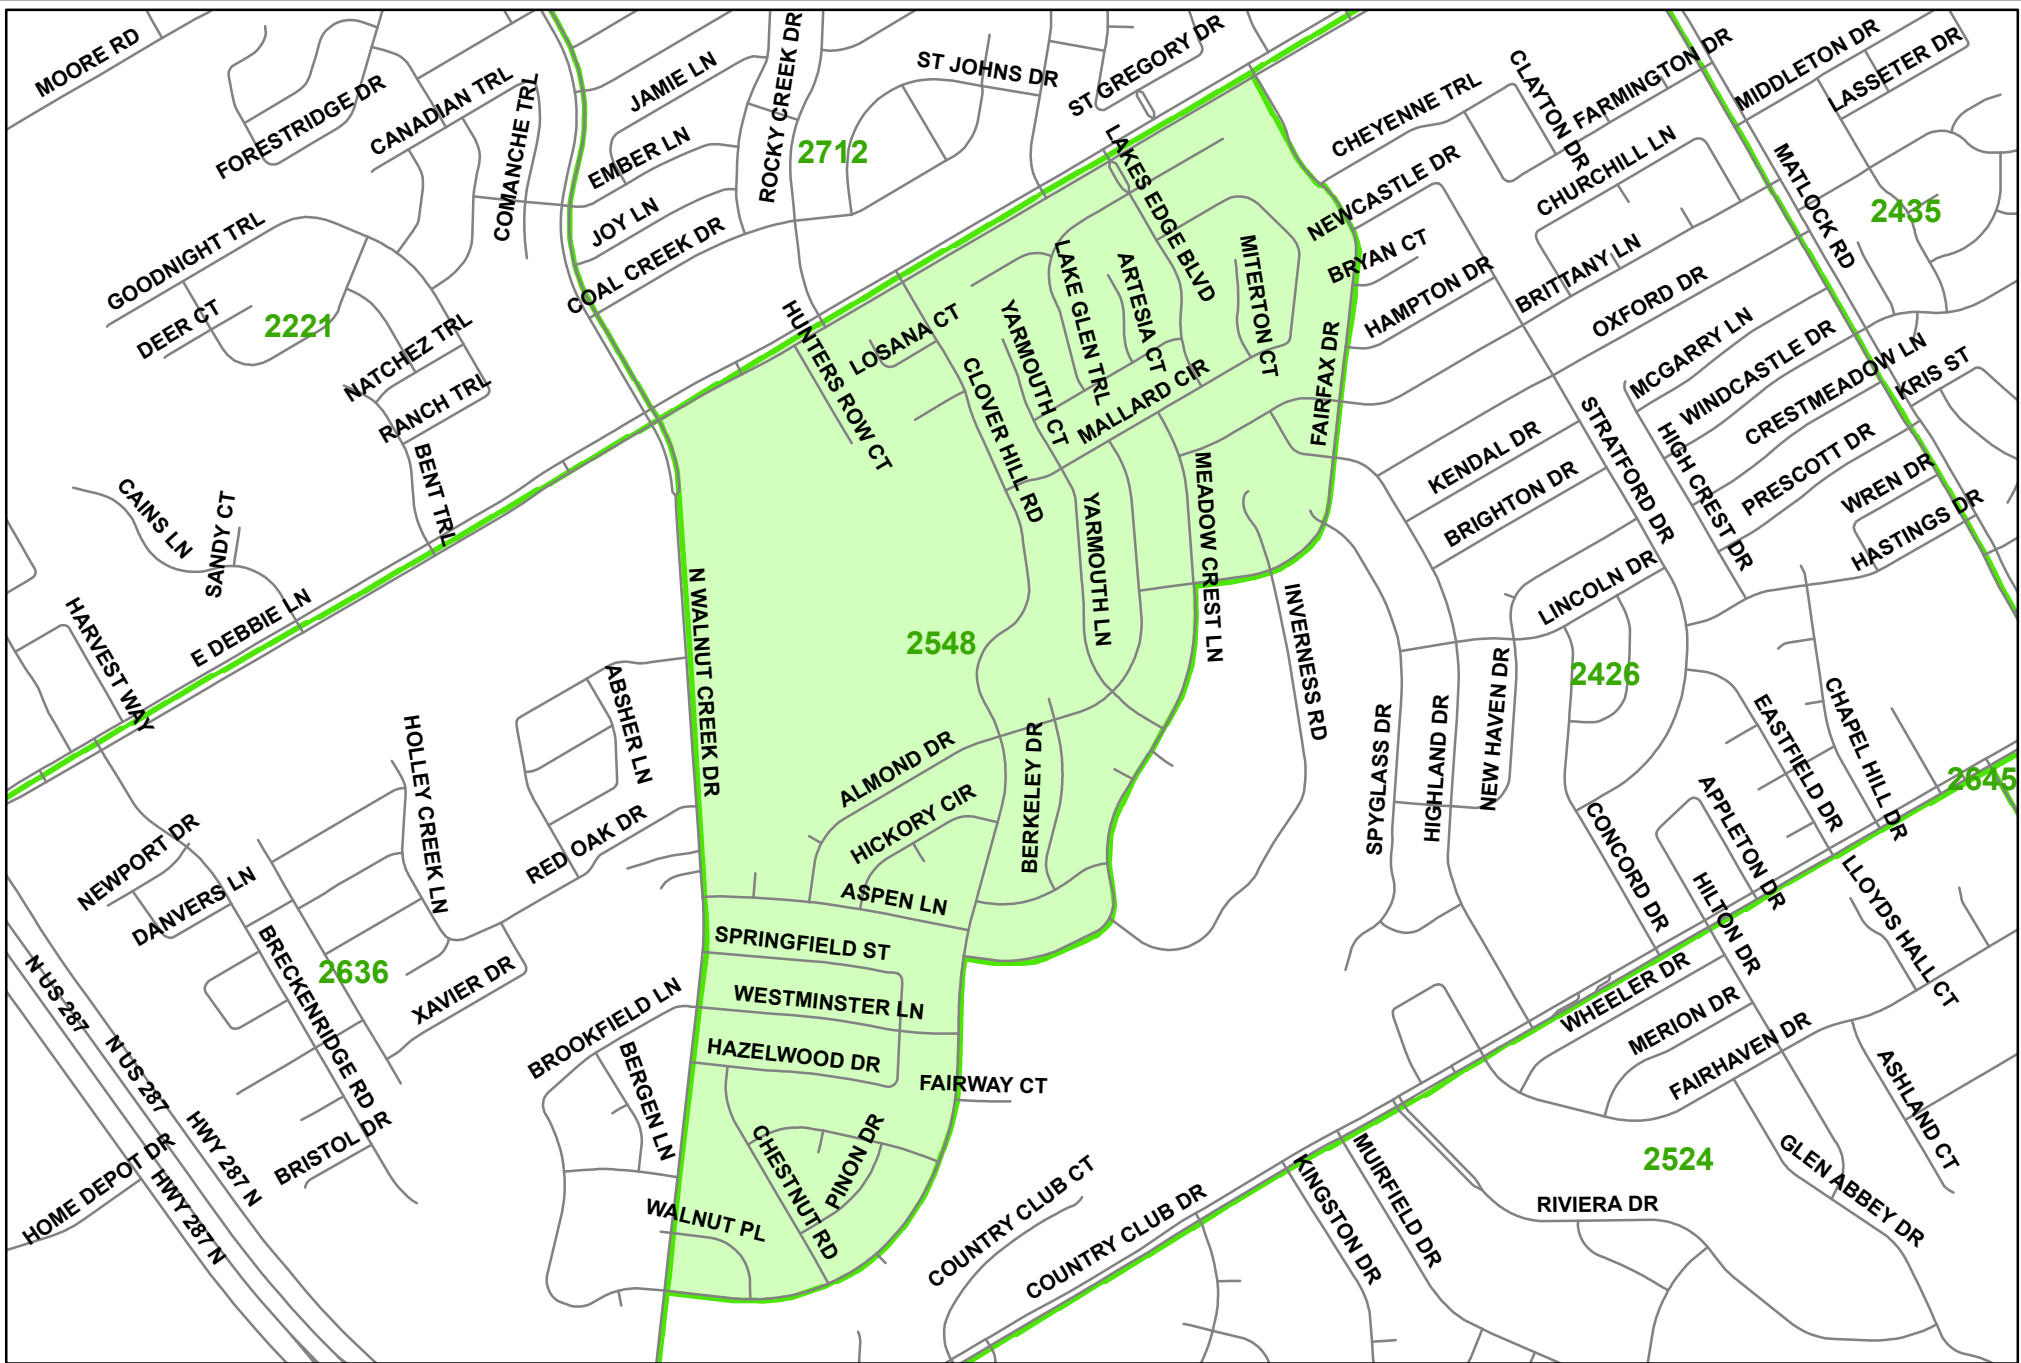 MOORE RD
FORESTRIDGE DR
CANADIAN TRL
COMANCHE TRL
JAMIE LN
EMBER LN
JOY LN
COAL CREEK DR
ROCKY CREEK DR
2712
ST JOHNS DR
ST GREGORY DR
LAKES EDGE BLVD
CHEYENNE TRL
CLAYTON DR
FARMINGTON DR
MIDDLETON DR
LASSETER DR
NEWCASTLE DR
CHURCHILL LN
MATLOCK RD
2435
GOODNIGHT TRL
DEER CT
2221
NATCHEZ TRL
RANCH TRL
BENT TRL
HUNTERS ROW CT
LOSANA CT
CLOVER HILL RD
YARMOUTH CT
LAKE GLEN TRL
ARTESIA CT
MALLARD CIR
MITERTON CT
FAIRFAX DR
BRYAN CT
HAMPTON DR
BRITTANY LN
OXFORD DR
MCGARRY LN
WINDCASTLE DR
CRESTMEADOW LN
KRIS ST
PRESCOTT DR
WREN DR
HASTINGS DR
HIGH CREST DR
STRATFORD DR
KENDAL DR
BRIGHTON DR
LINCOLN DR
CAINS LN
SANDY CT
E DEBBIE LN
HARVEST WAY
N WALNUT CREEK DR
2548
YARMOUTH LN
MEADOW CREST LN
INVERNESS RD
SPYGLASS DR
HIGHLAND DR
NEW HAVEN DR
2426
EASTFIELD DR
CHAPEL HILL DR
2645
ABSHER LN
HOLLEY CREEK LN
RED OAK DR
NEWPORT DR
DANVERS LN
BRECKENRIDGE RD
2636
XAVIER DR
ALMOND DR
HICKORY CIR
BERKELEY DR
ASPEN LN
SPRINGFIELD ST
WESTMINSTER LN
HAZELWOOD DR
FAIRWAY CT
CONCORD DR
APPLETON DR
HILTON DR
LLOYDS HALL CT
WHEELER DR
MERION DR
FAIRHAVEN DR
ASHLAND CT
N US 287
N US 287
HWY 287 N
HWY 287 N
HOME DEPOT DR
BRISTOL DR
BROOKFIELD LN
BERGEN LN
WALNUT PL
CHESTNUT RD
PINON DR
COUNTRY CLUB CT
COUNTRY CLUB DR
KINGSTON DR
MUIRFIELD DR
2524
RIVIERA DR
GLEN ABBEY DR